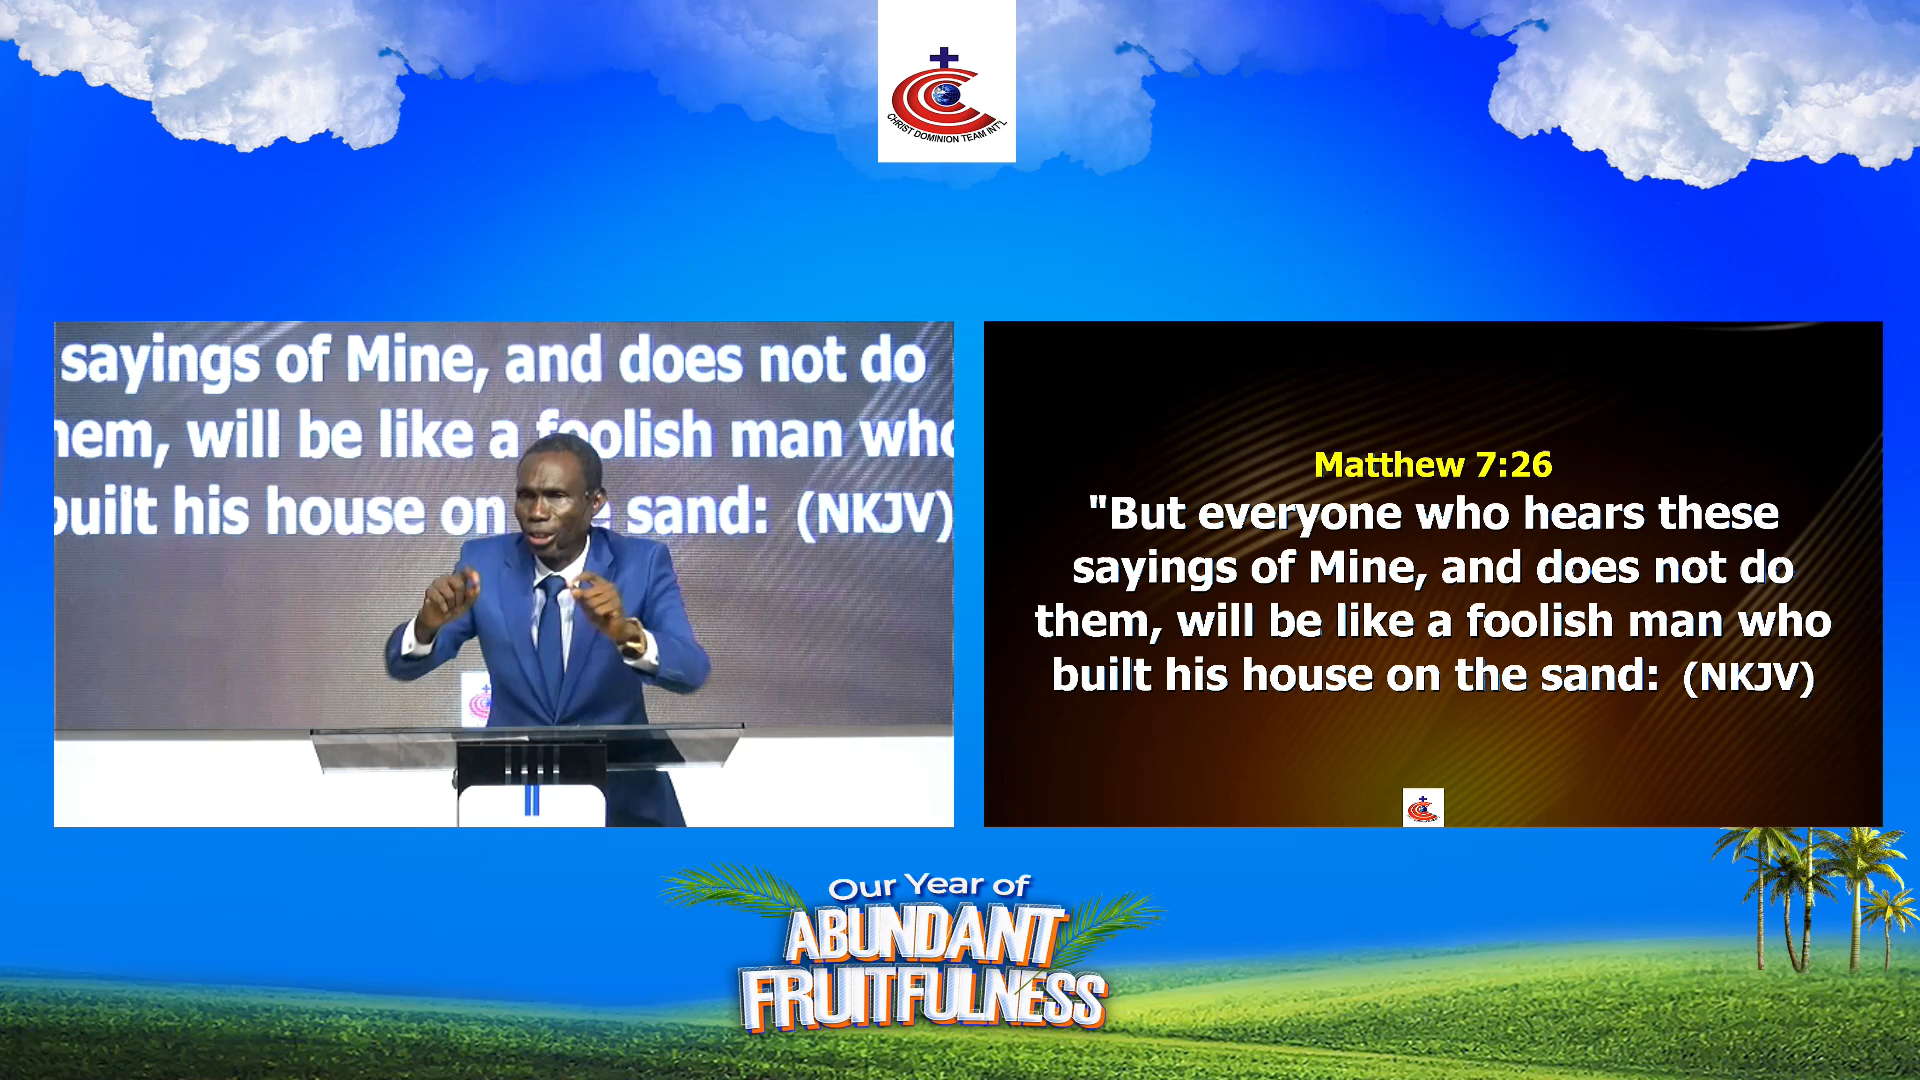 CHRIST DOMINION TEAM INT'L
sayings of Mine, and does not do
hem, will be like a foolish man who
built his house on the sand: (NKJV)
Matthew 7:26
"But everyone who hears these
sayings of Mine, and does not do
them, will be like a foolish man who
built his house on the sand: (NKJV)
Our Year of
ABUNDANT
FRUITFULNESS